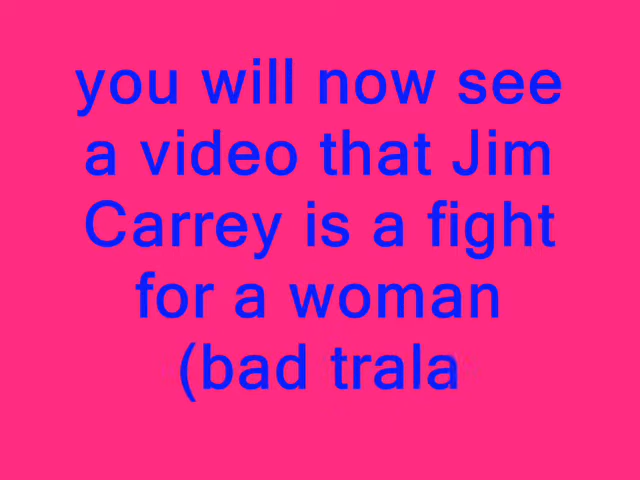 you will now see
a video that Jim
Carrey is a fight
for a woman
(bad trala